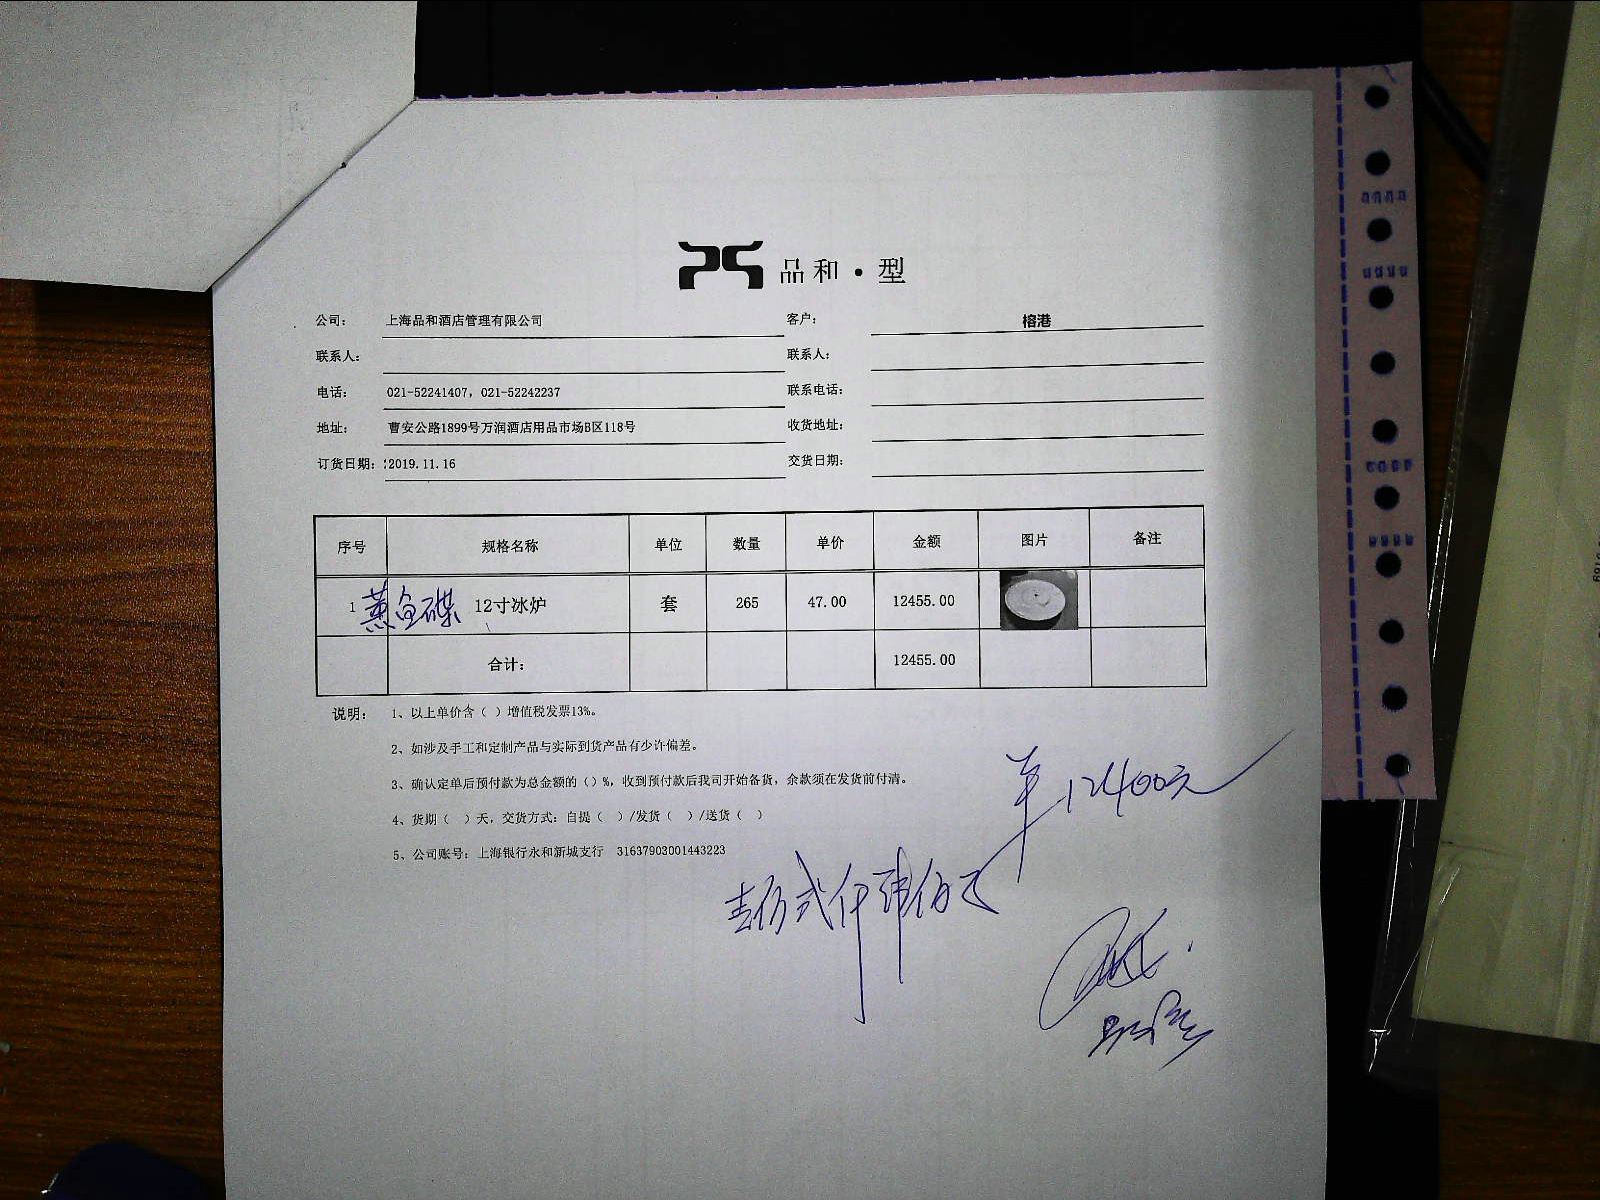 品和·型
公司： 上海品和酒店管理有限公司 客户： 榕港
联系人： 联系人：
电话： 021-52241407，021-52242237 联系电话：
地址： 曹安公路1899号万润酒店用品市场B区118号 收货地址：
订货日期： 2019.11.16 交货日期：
序号 规格名称 单位 数量 单价 金额 图片 备注
1 蒸鱼碟 12寸冰炉 套 265 47.00 12455.00
合计： 12455.00
说明： 1、以上单价含（ ）增值税发票13%。
2、如涉及手工和定制产品与实际到货产品有少许偏差。
3、确认定单后预付款为总金额的（）%，收到预付款后我司开始备货，余款须在发货前付清。
4、货期（ ）天，交货方式：自提（ ）/发货（ ）/送货（ ）
5、公司账号：上海银行永和新城支行 31637903001443223
12400元